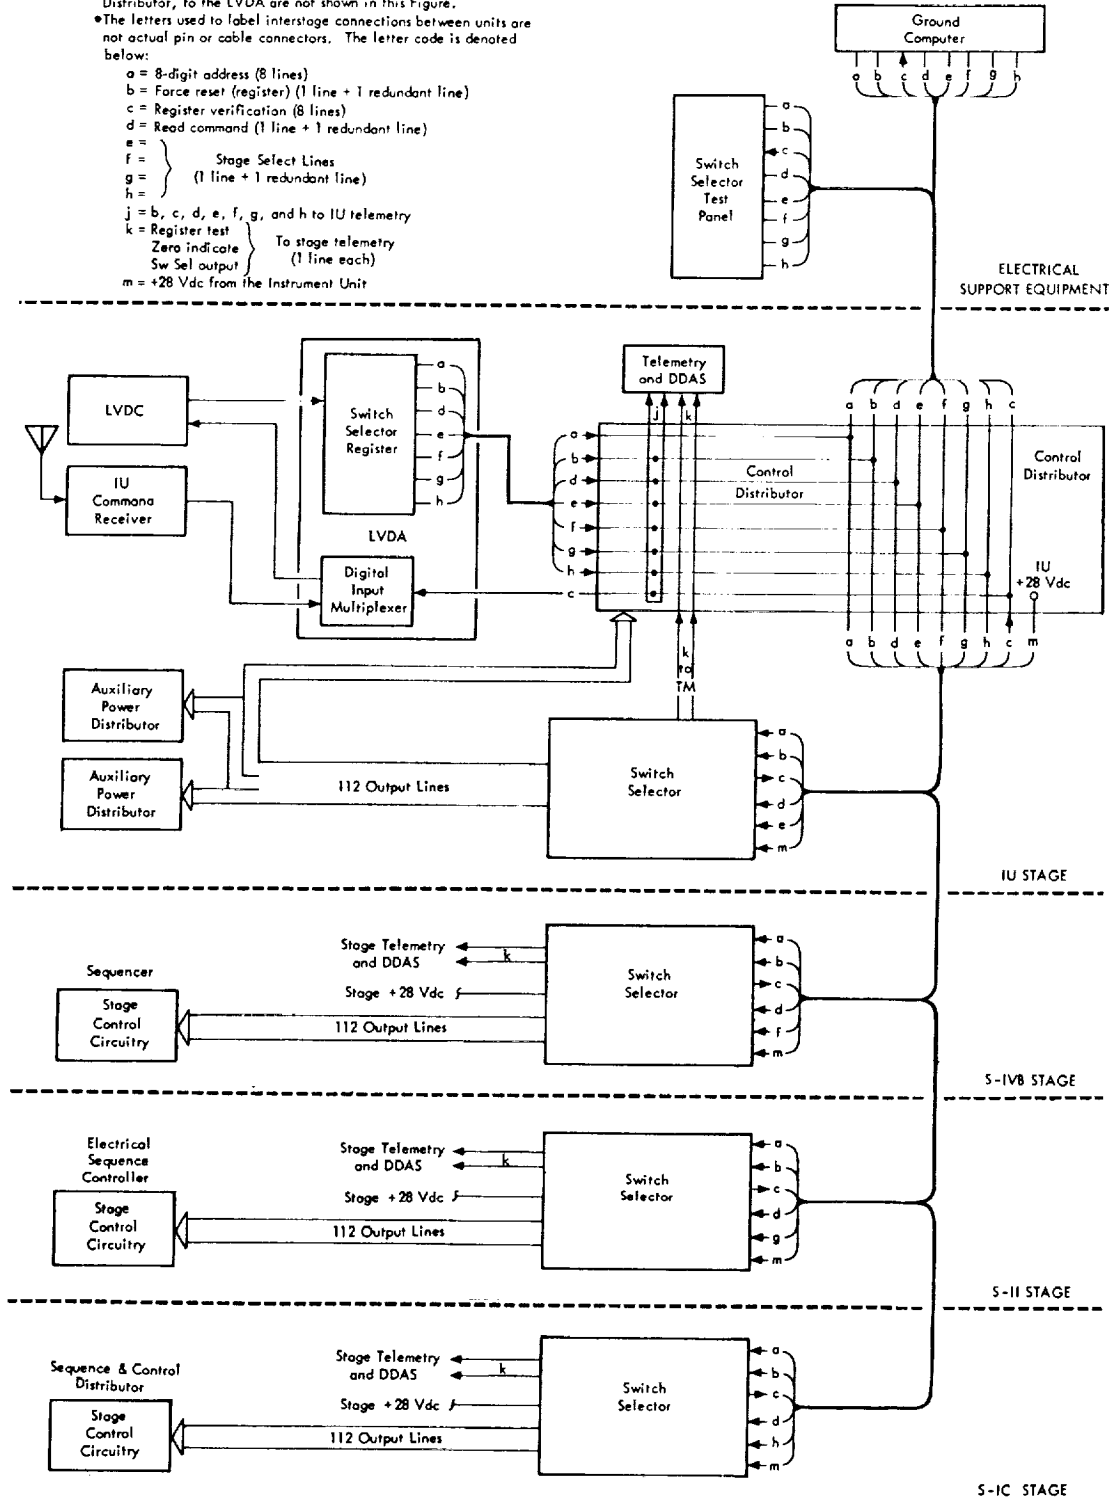 Distributor, to the LVDA are not shown in this Figure.
•The letters used to label interstage connections between units are
not actual pin or cable connectors. The letter code is denoted
below:
a = 8-digit address (8 lines)
b = Force reset (register) (1 line + 1 redundant line)
c = Register verification (8 lines)
d = Read command (1 line + 1 redundant line)
e =
f = Stage Select Lines
g = (1 line + 1 redundant line)
h =
j = b, c, d, e, f, g, and h to IU telemetry
k = Register test
Zero indicate To stage telemetry
Sw Sel output (1 line each)
m = +28 Vdc from the Instrument Unit
Ground
Computer
a b c d e f g h
Switch
Selector
Test
Panel
a
b
c
d
e
f
g
h
ELECTRICAL
SUPPORT EQUIPMENT
LVDC
IU
Command
Receiver
Switch
Selector
Register
a
b
d
e
f
g
h
LVDA
Digital
Input
Multiplexer
Telemetry
and DDAS
j k
a
b
d
e
f
g
h
c
Control
Distributor
a b d e f g h c
Control
Distributor
IU
+28 Vdc
a b d e f g h c m
k
to
TM
Auxiliary
Power
Distributor
Auxiliary
Power
Distributor
112 Output Lines
Switch
Selector
a
b
c
d
e
m
IU STAGE
Sequencer
Stage
Control
Circuitry
Stage Telemetry
and DDAS
k
Stage +28 Vdc
112 Output Lines
Switch
Selector
a
b
c
d
f
m
S-IVB STAGE
Electrical
Sequence
Controller
Stage
Control
Circuitry
Stage Telemetry
and DDAS
k
Stage +28 Vdc
112 Output Lines
Switch
Selector
a
b
c
d
g
m
S-II STAGE
Sequence & Control
Distributor
Stage
Control
Circuitry
Stage Telemetry
and DDAS
k
Stage +28 Vdc
112 Output Lines
Switch
Selector
a
b
c
d
h
m
S-IC STAGE